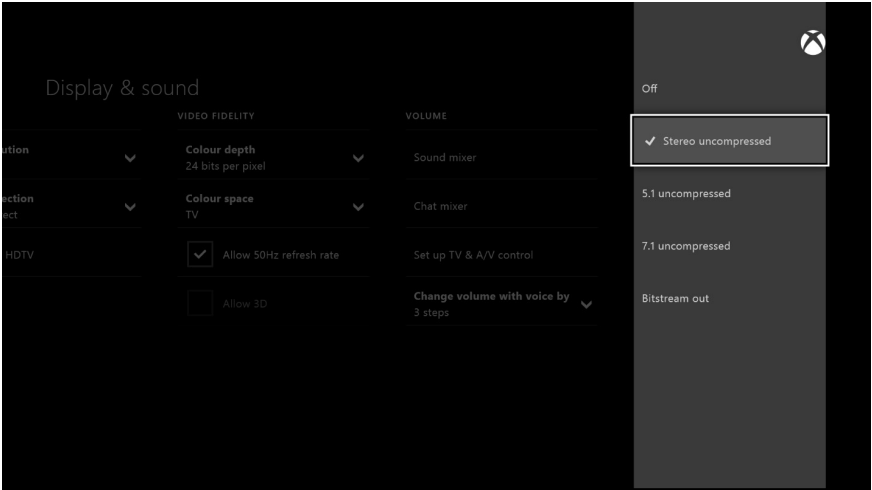 Display & sound
VIDEO FIDELITY
VOLUME
ution
Colour depth
24 bits per pixel
Sound mixer
ection
ect
Colour space
TV
Chat mixer
HDTV
Allow 50Hz refresh rate
Set up TV & A/V control
Allow 3D
Change volume with voice by
3 steps
Off
Stereo uncompressed
5.1 uncompressed
7.1 uncompressed
Bitstream out